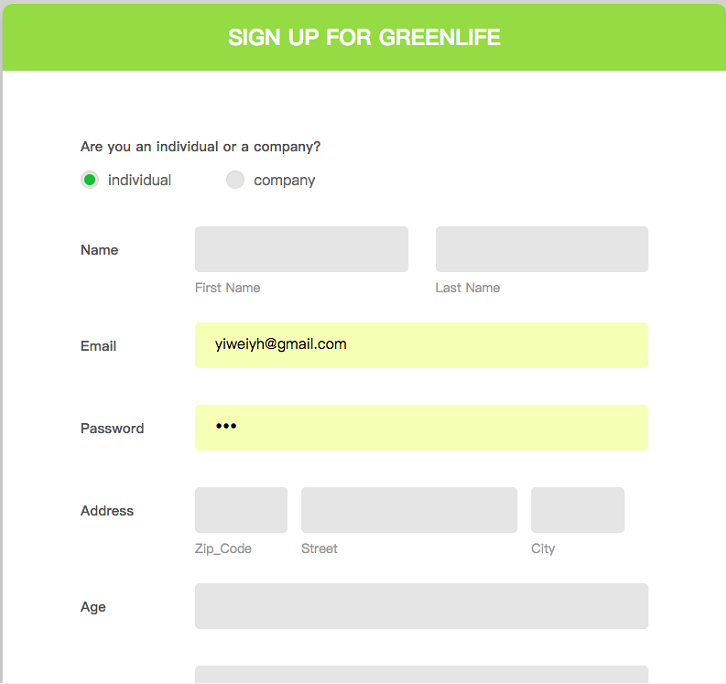 SIGN UP FOR GREENLIFE
Are you an individual or a company?
individual company
Name
First Name Last Name
Email yiweiyh@gmail.com
Password •••
Address
Zip_Code Street City
Age